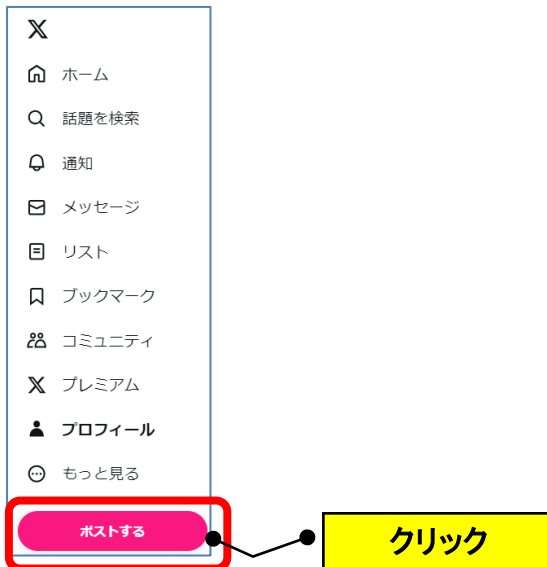 ホーム
話題を検索
通知
メッセージ
リスト
ブックマーク
コミュニティ
プレミアム
プロフィール
もっと見る
ポストする
クリック